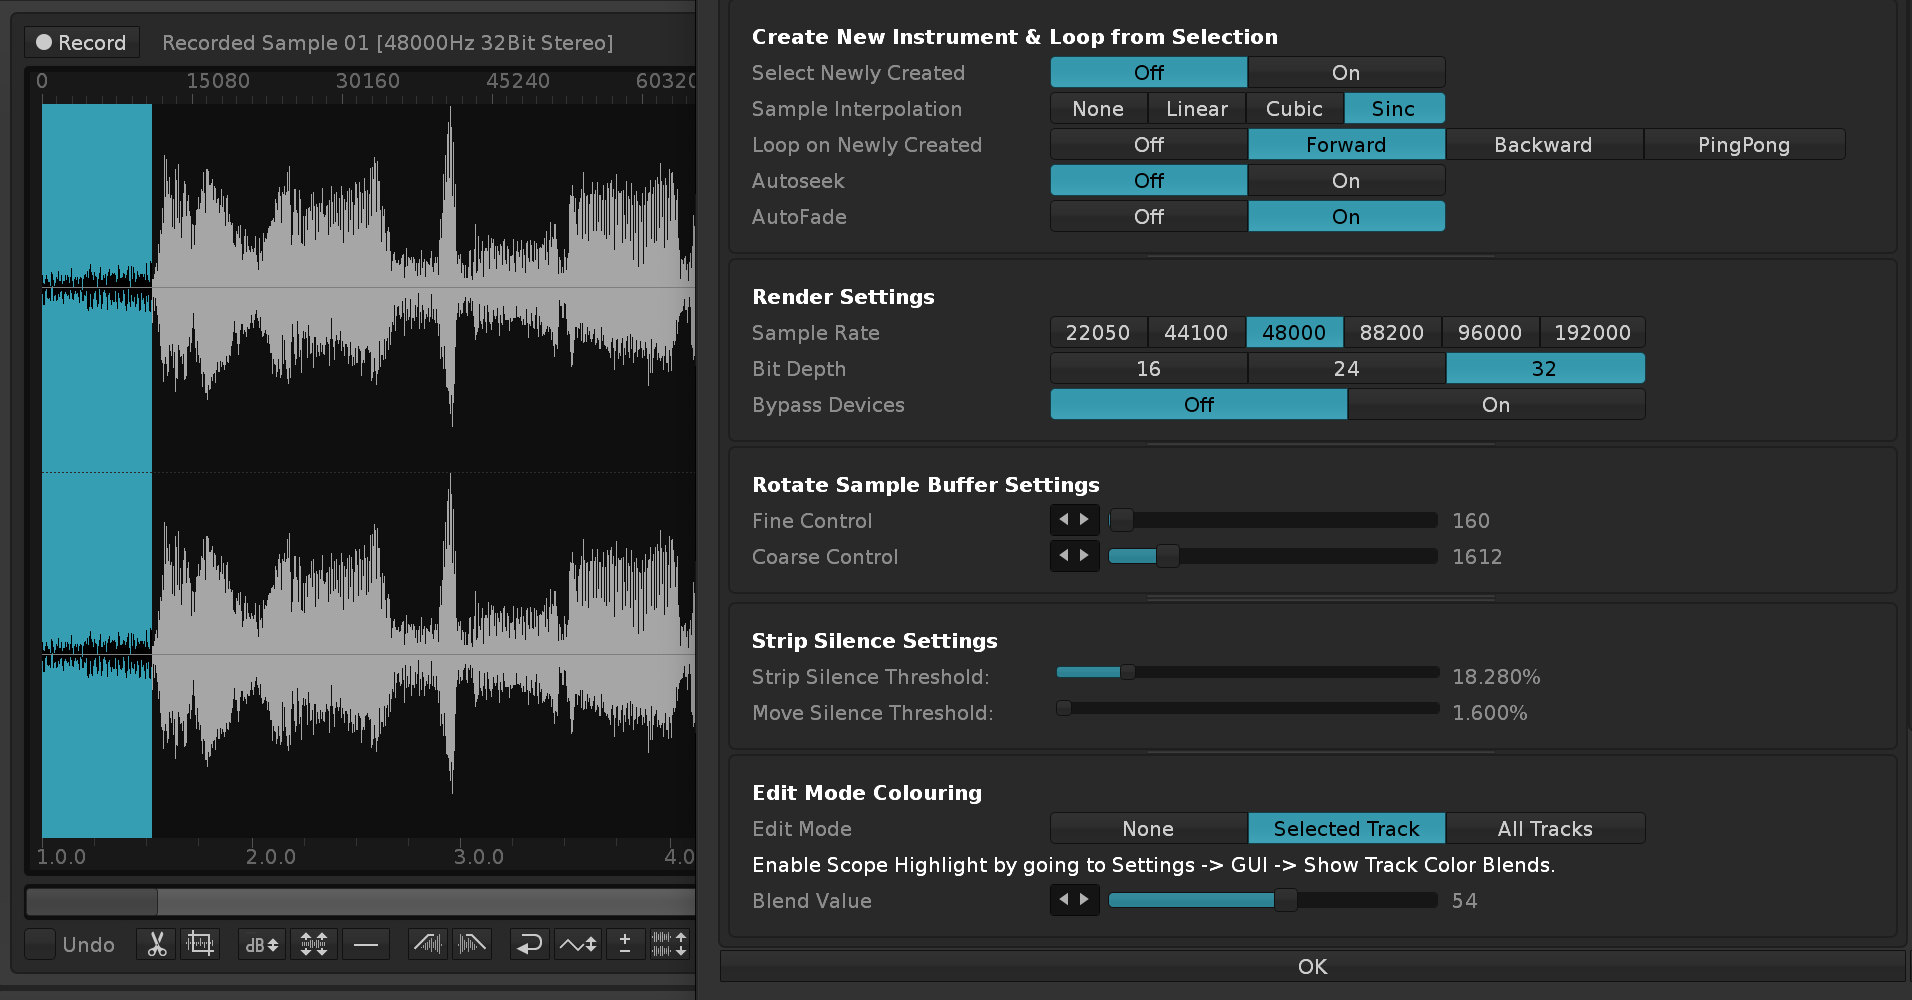 Record Recorded Sample 01 [48000Hz 32Bit Stereo]
0 15080 30160 45240 60320
1.0.0 2.0.0 3.0.0 4.0
Undo dB
Create New Instrument & Loop from Selection
Select Newly Created Off On
Sample Interpolation None Linear Cubic Sinc
Loop on Newly Created Off Forward Backward PingPong
Autoseek Off On
AutoFade Off On
Render Settings
Sample Rate 22050 44100 48000 88200 96000 192000
Bit Depth 16 24 32
Bypass Devices Off On
Rotate Sample Buffer Settings
Fine Control 160
Coarse Control 1612
Strip Silence Settings
Strip Silence Threshold: 18.280%
Move Silence Threshold: 1.600%
Edit Mode Colouring
Edit Mode None Selected Track All Tracks
Enable Scope Highlight by going to Settings -> GUI -> Show Track Color Blends.
Blend Value 54
OK